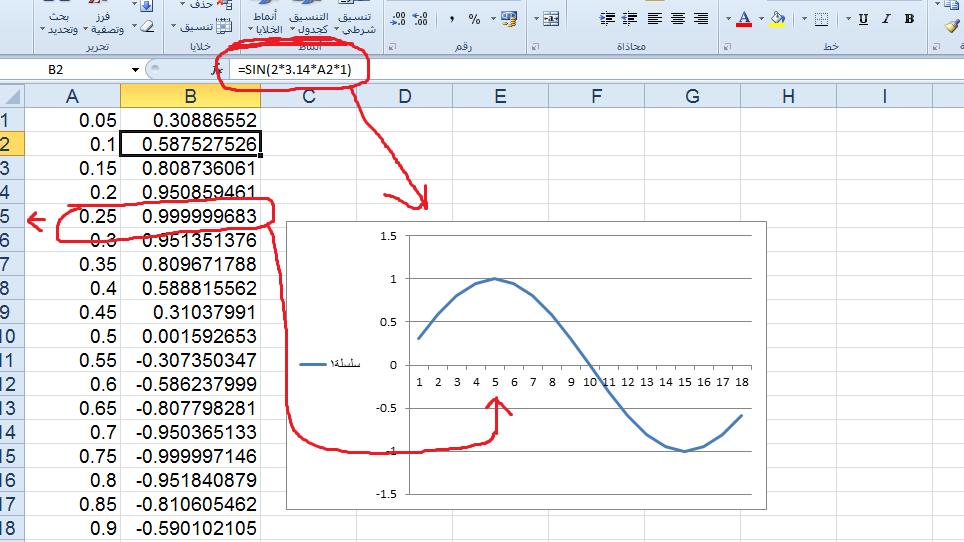 حذف
فرز
بحث
وتصفية
وتحديد
تحرير
تنسيق
خلايا
أنماط
الخلايا
التنسيق
كجدول
تنسيق
شرطي
أنماط
رقم
محاذاة
خط
% ,
A U I B
B2 fx =SIN(2*3.14*A2*1)
A B C D E F G H I
1 0.05 0.30886552
2 0.1 0.587527526
3 0.15 0.808736061
4 0.2 0.950859461
5 0.25 0.999999683
6 0.3 0.951351376
7 0.35 0.809671788
8 0.4 0.588815562
9 0.45 0.31037991
10 0.5 0.001592653
11 0.55 -0.307350347
12 0.6 -0.586237999
13 0.65 -0.807798281
14 0.7 -0.950365133
15 0.75 -0.999997146
16 0.8 -0.951840879
17 0.85 -0.810605462
18 0.9 -0.590102105
1.5
1
0.5
0
-0.5
-1
-1.5
1 2 3 4 5 6 7 8 9 10 11 12 13 14 15 16 17 18
سلسلة١